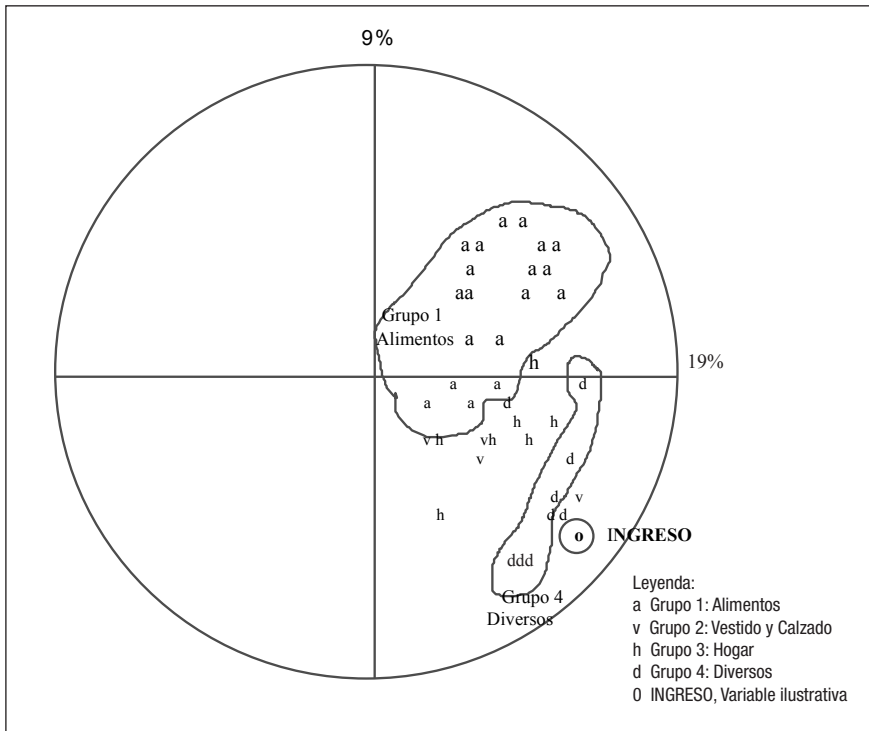 9%
a a
a a a a
a a a
aa a a
Grupo 1
Alimentos a a
h
19%
a a d
a a d
h h
v h vh h
v d
d v
h d d
o INGRESO
ddd
Grupo 4
Diversos
Leyenda:
a Grupo 1: Alimentos
v Grupo 2: Vestido y Calzado
h Grupo 3: Hogar
d Grupo 4: Diversos
0 INGRESO, Variable ilustrativa